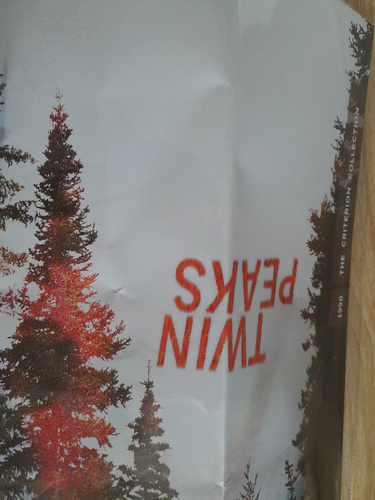 TWIN
PEAKS
1990 THE CRITERION COLLECTION